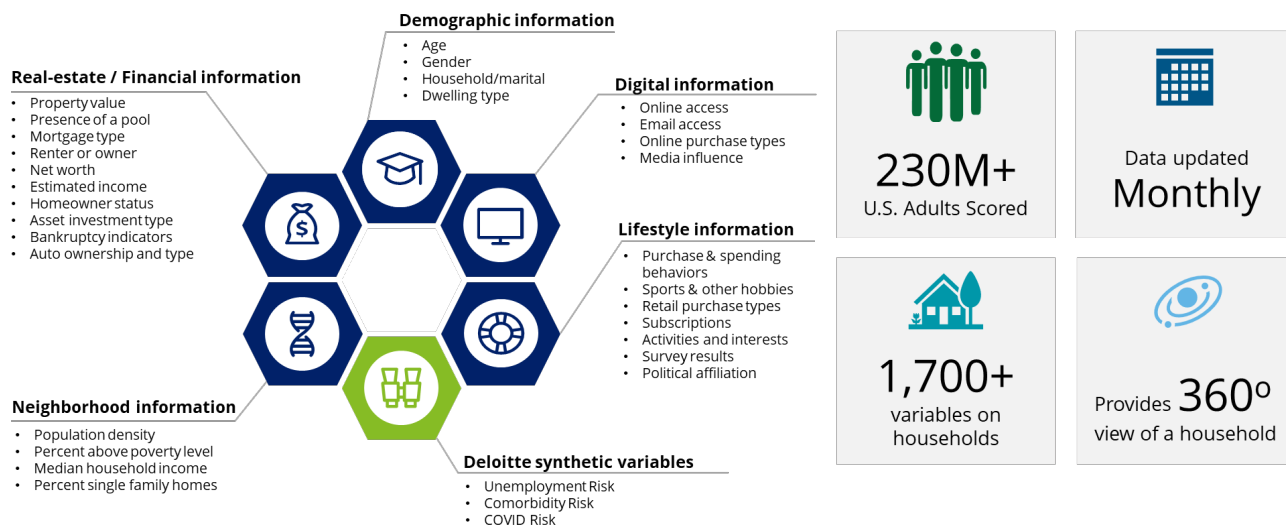 Demographic information
• Age
• Gender
• Household/marital
• Dwelling type
Real-estate / Financial information
• Property value
• Presence of a pool
• Mortgage type
• Renter or owner
• Net worth
• Estimated income
• Homeowner status
• Asset investment type
• Bankruptcy indicators
• Auto ownership and type
Digital information
• Online access
• Email access
• Online purchase types
• Media influence
Lifestyle information
• Purchase & spending
behaviors
• Sports & other hobbies
• Retail purchase types
• Subscriptions
• Activities and interests
• Survey results
• Political affiliation
Neighborhood information
• Population density
• Percent above poverty level
• Median household income
• Percent single family homes
Deloitte synthetic variables
• Unemployment Risk
• Comorbidity Risk
• COVID Risk
$
230M+
U.S. Adults Scored
Data updated
Monthly
1,700+
variables on
households
Provides 360º
view of a household